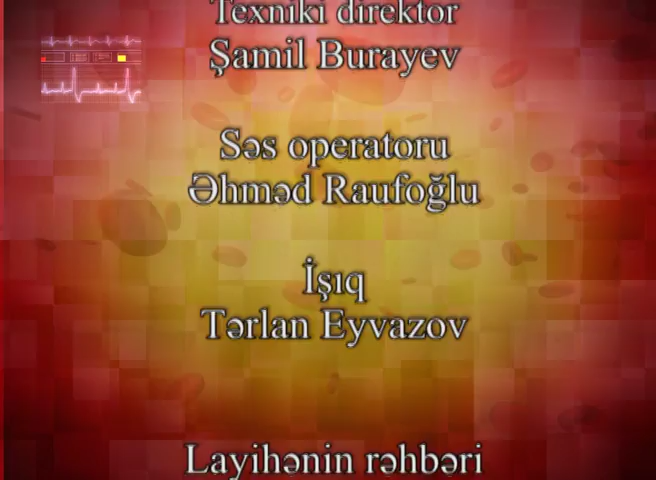 Texniki direktor
Şamil Burayev
Səs operatoru
Əhməd Raufoğlu
İşıq
Tərlan Eyvazov
Layihənin rəhbəri